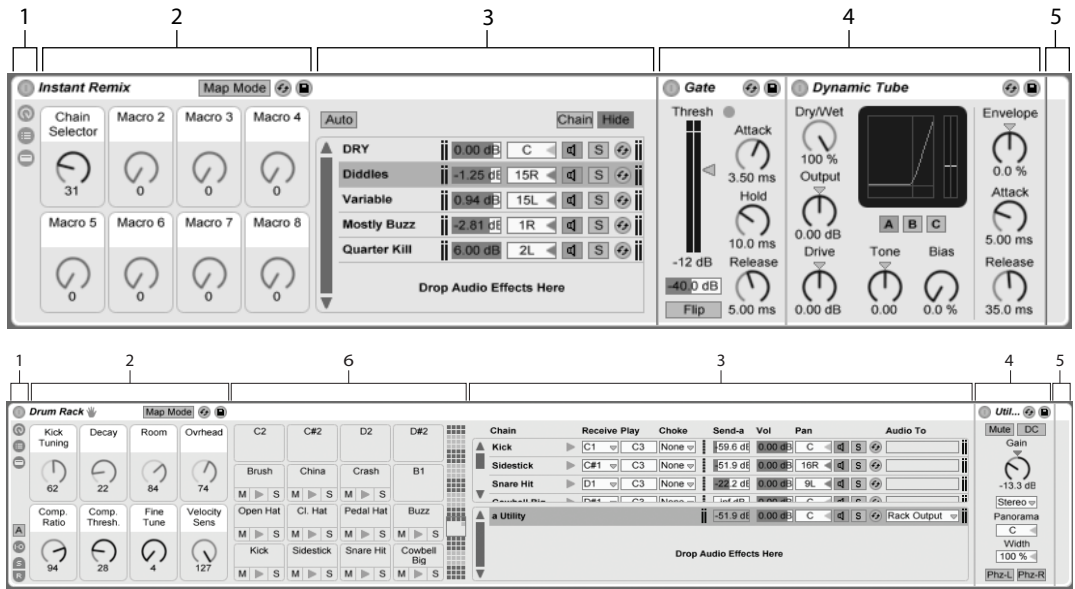 1 2 3 4 5
Instant Remix Map Mode
Chain Selector Macro 2 Macro 3 Macro 4
31 0 0 0
Macro 5 Macro 6 Macro 7 Macro 8
0 0 0 0
Auto Chain Hide
DRY 0.00 dB C S
Diddles -1.25 dB 15R S
Variable 0.94 dB 15L S
Mostly Buzz -2.81 dB 1R S
Quarter Kill 6.00 dB 2L S
Drop Audio Effects Here
Gate
Thresh
Attack
3.50 ms
Hold
10.0 ms
-12 dB
Release
-40.0 dB
Flip 5.00 ms
Dynamic Tube
Dry/Wet
100 %
Output
0.00 dB
A B C
Drive Tone Bias
0.00 dB 0.00 0.0 %
Envelope
0.0 %
Attack
5.00 ms
Release
35.0 ms
1 2 6 3 4 5
Drum Rack Map Mode
Kick Tuning Decay Room Ovrhead
62 22 84 74
Comp. Ratio Comp. Thresh. Fine Tune Velocity Sens
94 28 4 127
A
I·O
S
R
C2 C#2 D2 D#2
Brush China Crash B1
M S M S M S
Open Hat Cl. Hat Pedal Hat Buzz
M S M S M S M S
Kick Sidestick Snare Hit Cowbell Big
M S M S M S M S
Chain Receive Play Choke Send-a Vol Pan Audio To
Kick C1 C3 None -59.6 dB 0.00 dB C S
Sidestick C#1 C3 None -51.9 dB 0.00 dB 16R S
Snare Hit D1 C3 None -22.2 dB 0.00 dB 9L S
Cowbell Big D#1 C3 None -inf dB 0.00 dB C S
a Utility -51.9 dB 0.00 dB C S Rack Output
Drop Audio Effects Here
Util...
Mute DC
Gain
-13.3 dB
Stereo
Panorama
C
Width
100 %
Phz-L Phz-R